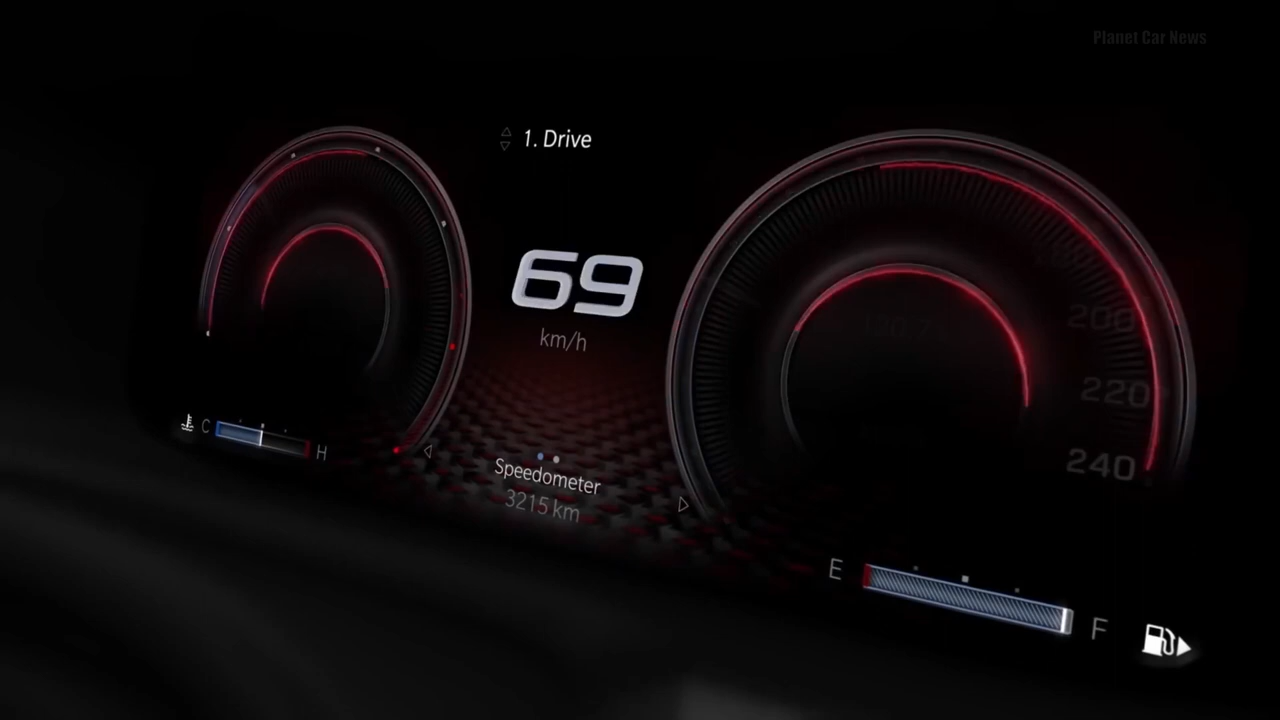 Planet Car News
1. Drive
69
km/h
200
220
240
C
H
Speedometer
3215 km
E
F